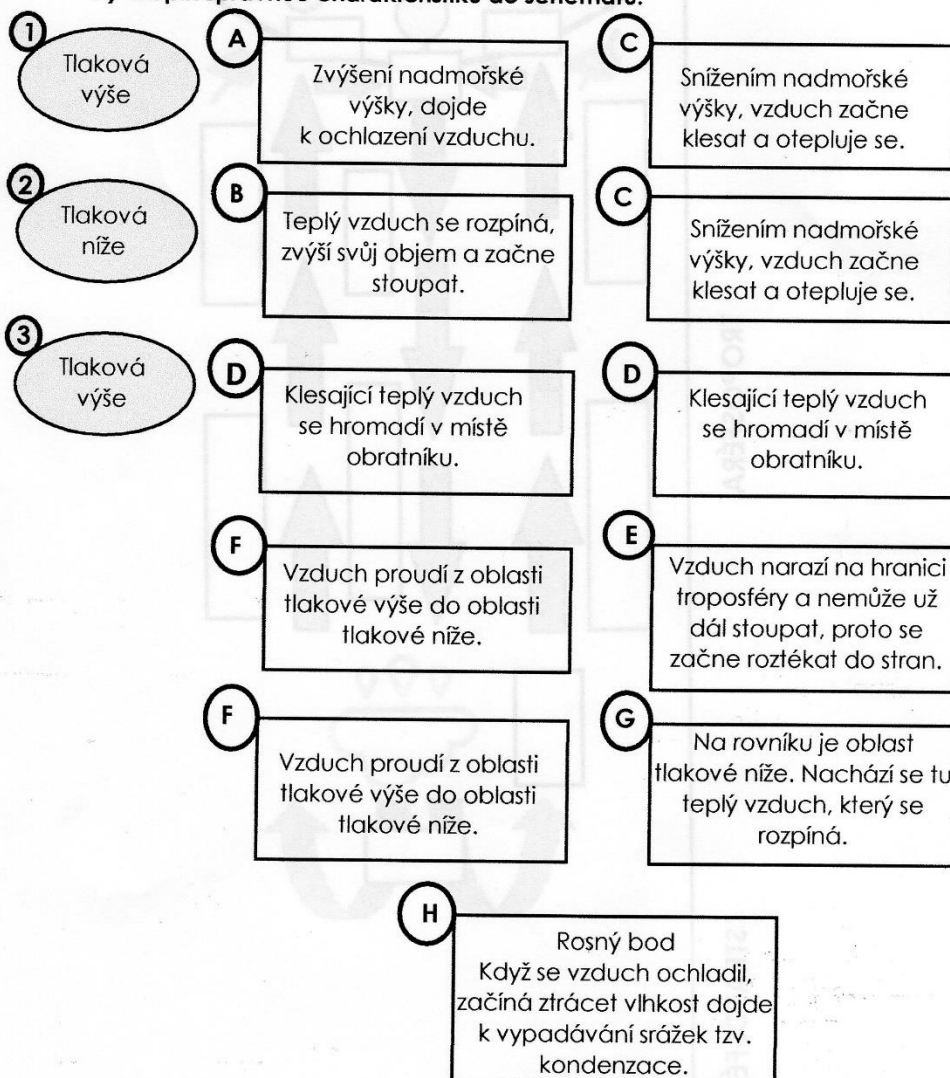 1
Tlaková
výše
A
Zvýšení nadmořské
výšky, dojde
k ochlazení vzduchu.
C
Snížením nadmořské
výšky, vzduch začne
klesat a otepluje se.
2
Tlaková
níže
B
Teplý vzduch se rozpíná,
zvýší svůj objem a začne
stoupat.
C
Snížením nadmořské
výšky, vzduch začne
klesat a otepluje se.
3
Tlaková
výše
D
Klesající teplý vzduch
se hromadí v místě
obratníku.
D
Klesající teplý vzduch
se hromadí v místě
obratníku.
F
Vzduch proudí z oblasti
tlakové výše do oblasti
tlakové níže.
E
Vzduch narazí na hranici
troposféry a nemůže už
dál stoupat, proto se
začne roztékat do stran.
F
Vzduch proudí z oblasti
tlakové výše do oblasti
tlakové níže.
G
Na rovníku je oblast
tlakové níže. Nachází se tu
teplý vzduch, který se
rozpíná.
H
Rosný bod
Když se vzduch ochladil,
začíná ztrácet vlhkost dojde
k vypadávání srážek tzv.
kondenzace.